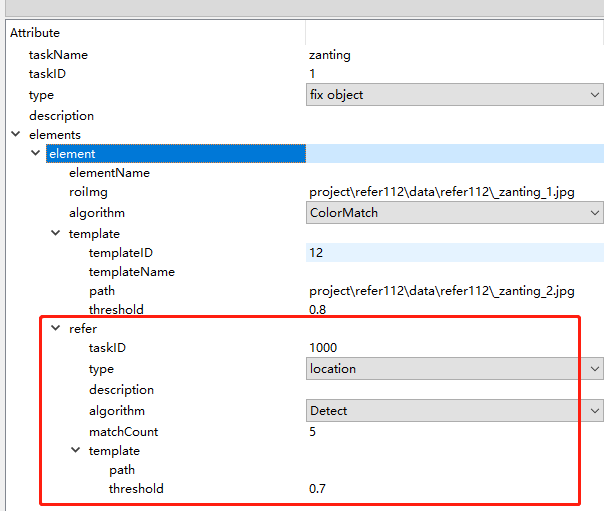 Attribute
taskName zanting
taskID 1
type fix object
description
elements
element
elementName
roiImg project\refer112\data\refer112\_zanting_1.jpg
algorithm ColorMatch
template
templateID 12
templateName
path project\refer112\data\refer112\_zanting_2.jpg
threshold 0.8
refer
taskID 1000
type location
description
algorithm Detect
matchCount 5
template
path
threshold 0.7